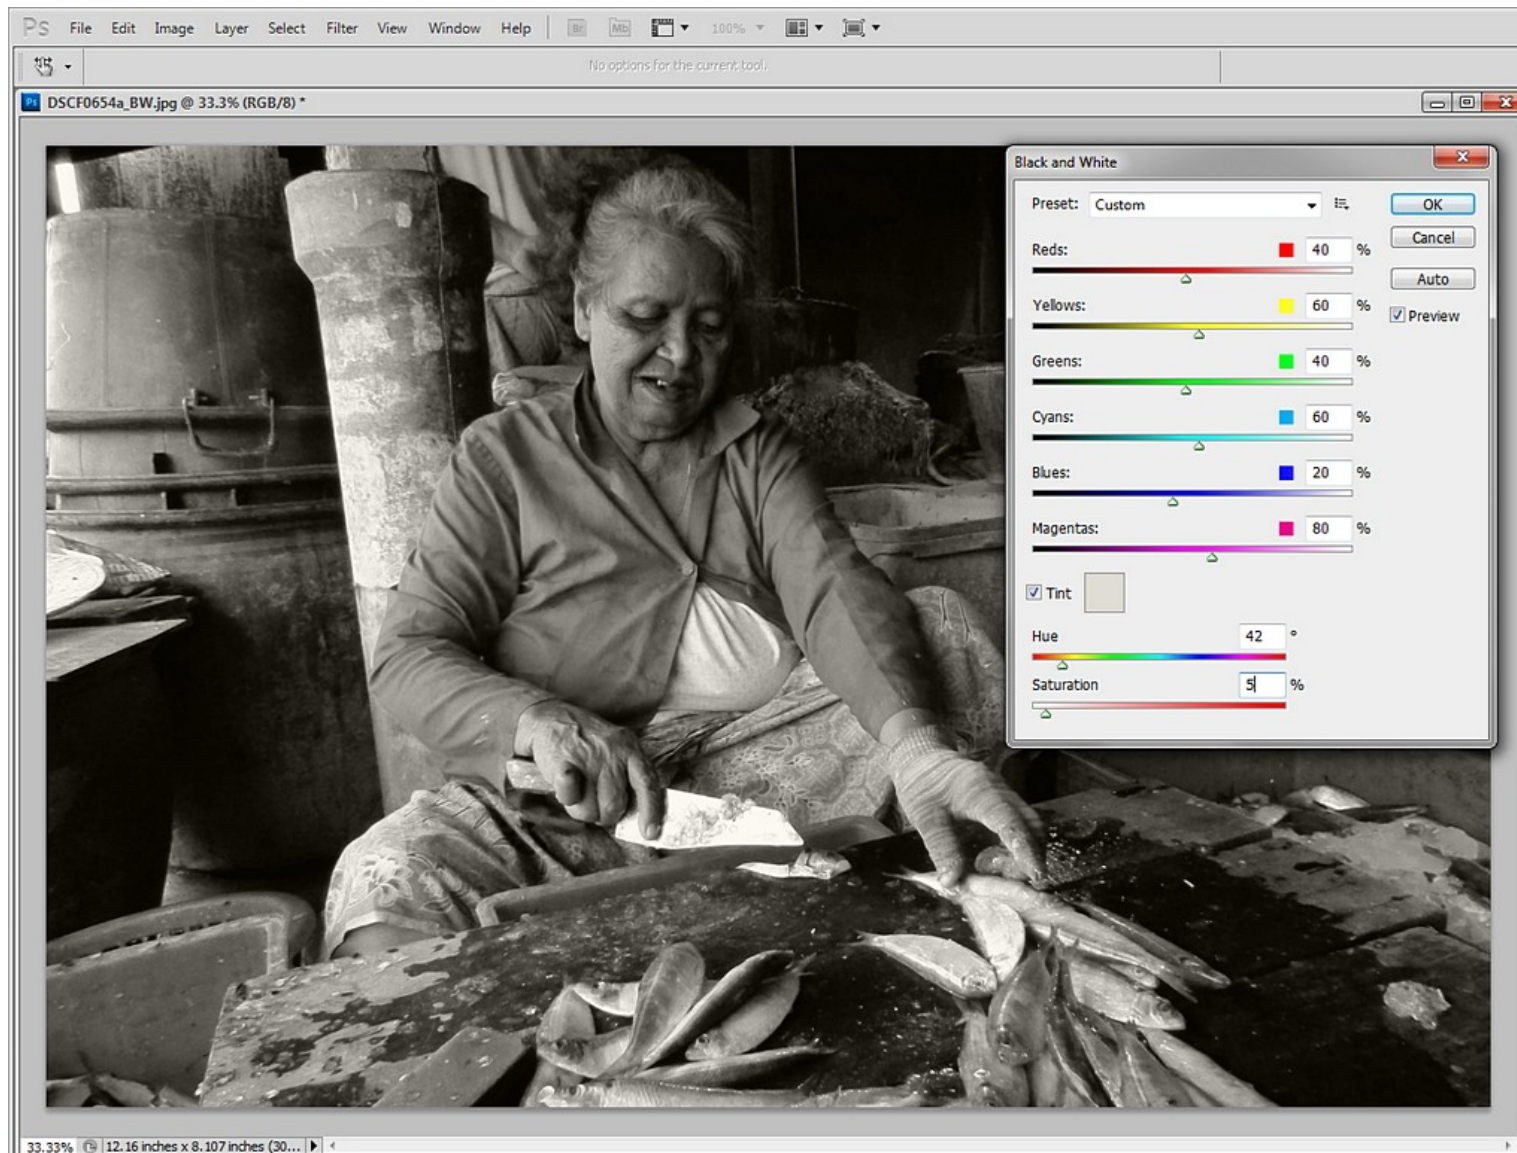 PS File Edit Image Layer Select Filter View Window Help Br Mb 100%
No options for the current tool.
Ps DSCF0654a_BW.jpg @ 33.3% (RGB/8) *
Black and White
Preset: Custom
OK
Cancel
Auto
Preview
Reds: 40 %
Yellows: 60 %
Greens: 40 %
Cyans: 60 %
Blues: 20 %
Magentas: 80 %
Tint
Hue 42 °
Saturation 5 %
33.33% 12.16 inches x 8.107 inches (30...